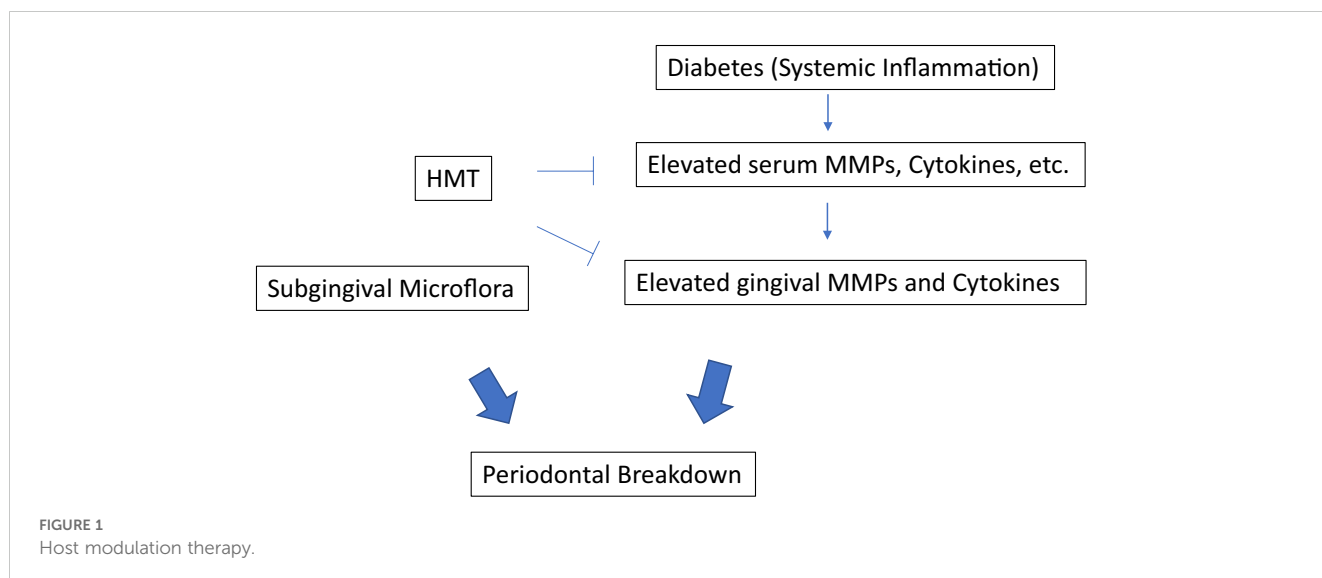 Diabetes (Systemic Inflammation)
Elevated serum MMPs, Cytokines, etc.
HMT
Subgingival Microflora
Elevated gingival MMPs and Cytokines
Periodontal Breakdown
FIGURE 1
Host modulation therapy.